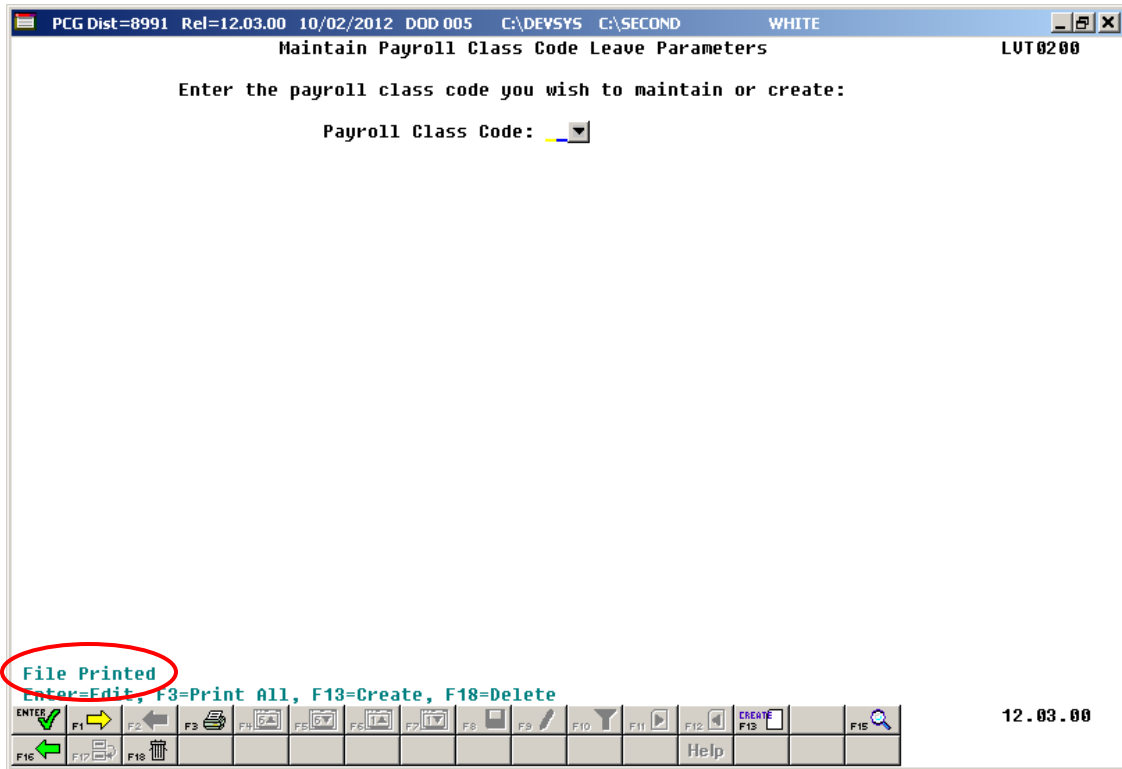 PCG Dist=8991 Rel=12.03.00 10/02/2012 DOD 005 C:\DEVSYS C:\SECOND WHITE
Maintain Payroll Class Code Leave Parameters LVT0200
Enter the payroll class code you wish to maintain or create:
Payroll Class Code: __
File Printed
Enter=Edit, F3=Print All, F13=Create, F18=Delete
ENTER F1 F2 F3 F4 F5 F6 F7 F8 F9 F10 F11 F12 CREATE F13 F15 12.03.00
F16 F17 F18 Help